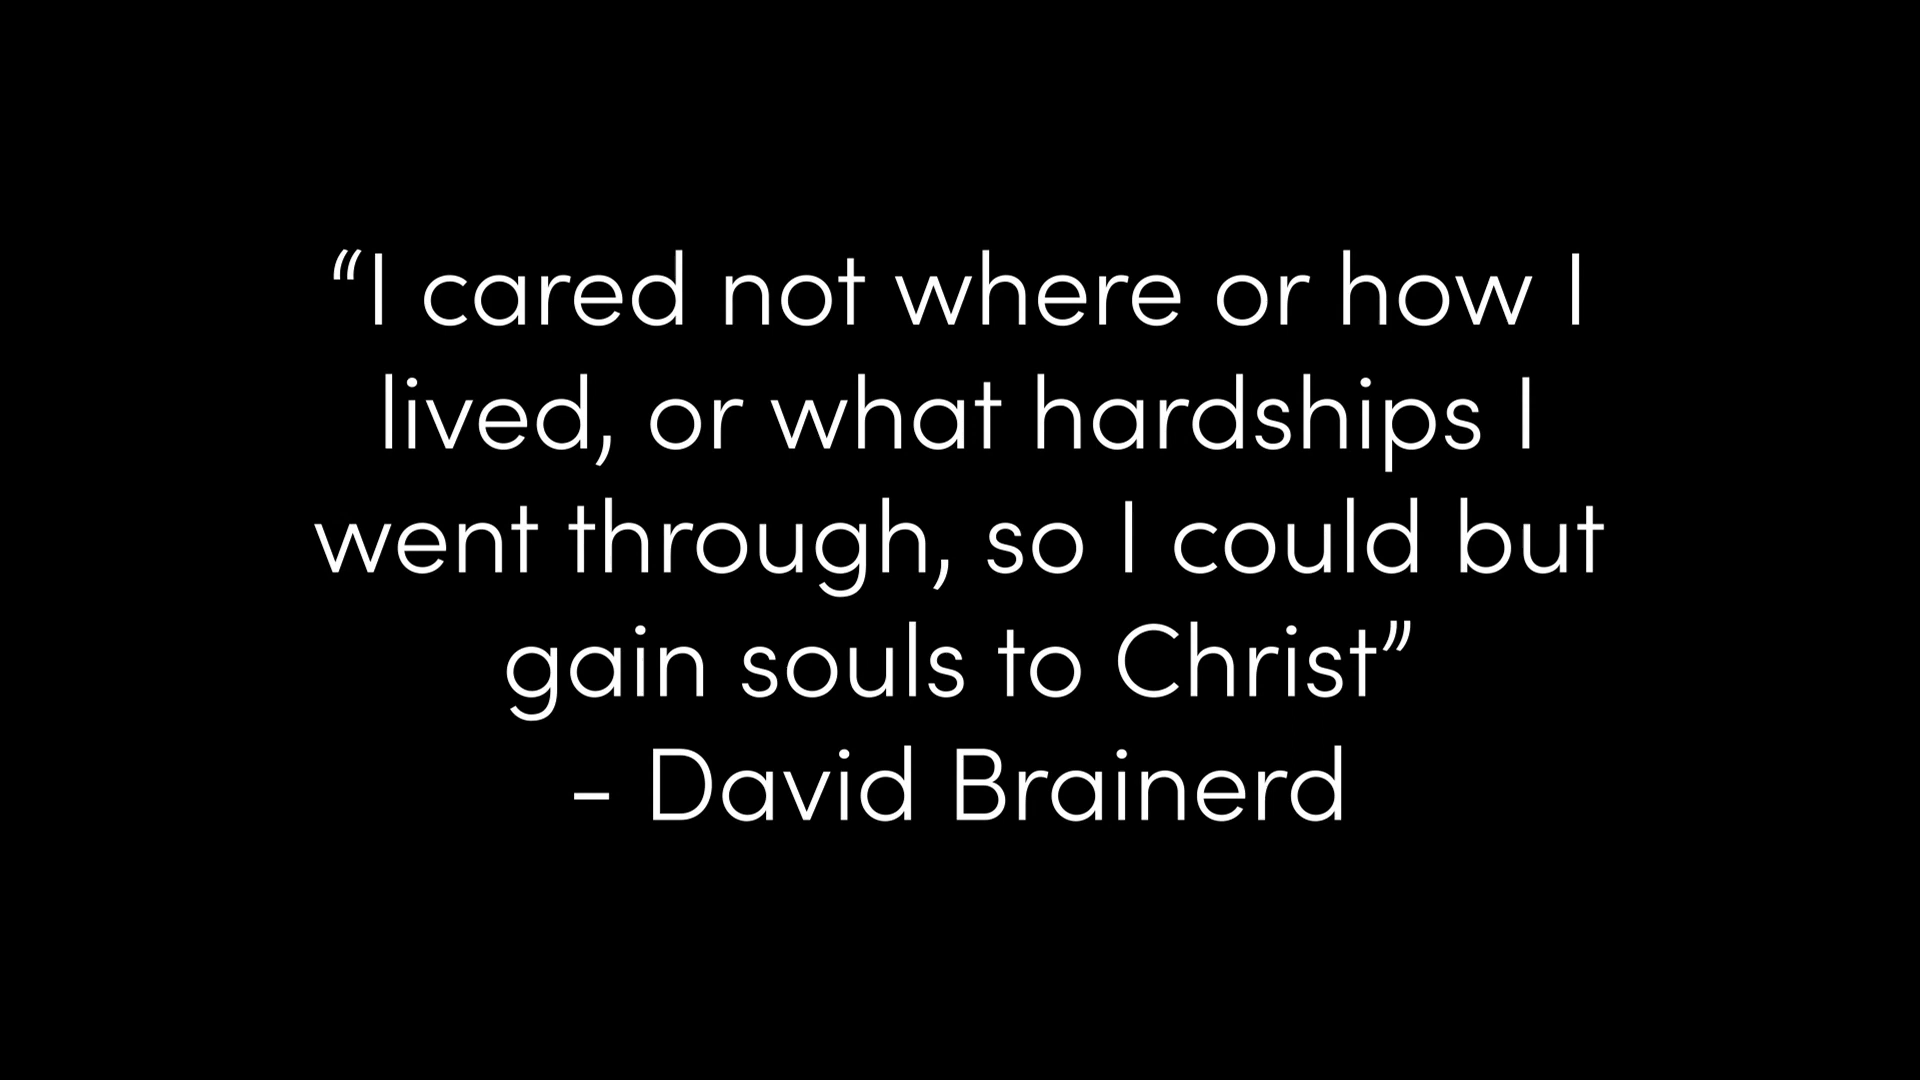 “I cared not where or how I
lived, or what hardships I
went through, so I could but
gain souls to Christ”
- David Brainerd